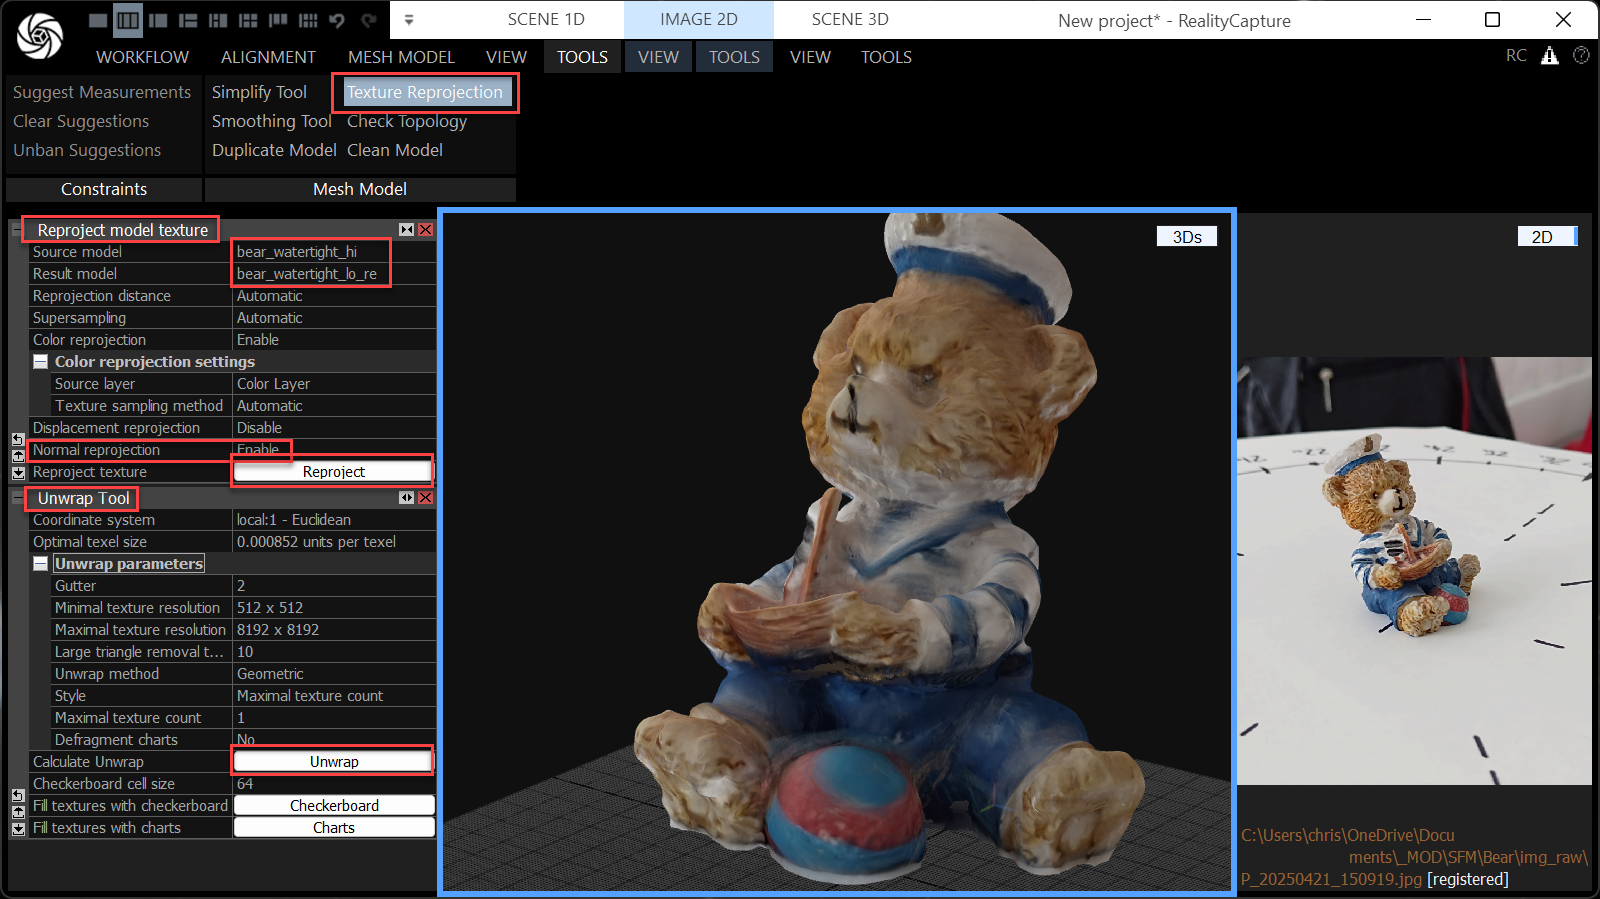 SCENE 1D IMAGE 2D SCENE 3D New project* - RealityCapture
WORKFLOW ALIGNMENT MESH MODEL VIEW TOOLS VIEW TOOLS VIEW TOOLS RC
Suggest Measurements Simplify Tool Texture Reprojection
Clear Suggestions Smoothing Tool Check Topology
Unban Suggestions Duplicate Model Clean Model
Constraints Mesh Model
Reproject model texture
Source model bear_watertight_hi
Result model bear_watertight_lo_re
Reprojection distance Automatic
Supersampling Automatic
Color reprojection Enable
Color reprojection settings
Source layer Color Layer
Texture sampling method Automatic
Displacement reprojection Disable
Normal reprojection Enable
Reproject texture Reproject
Unwrap Tool
Coordinate system local:1 - Euclidean
Optimal texel size 0.000852 units per texel
Unwrap parameters
Gutter 2
Minimal texture resolution 512 x 512
Maximal texture resolution 8192 x 8192
Large triangle removal t... 10
Unwrap method Geometric
Style Maximal texture count
Maximal texture count 1
Defragment charts No
Calculate Unwrap Unwrap
Checkerboard cell size 64
Fill textures with checkerboard Checkerboard
Fill textures with charts Charts
3Ds
2D
C:\Users\chris\OneDrive\Docu
ments\_MOD\SFM\Bear\img_raw\
P_20250421_150919.jpg [registered]